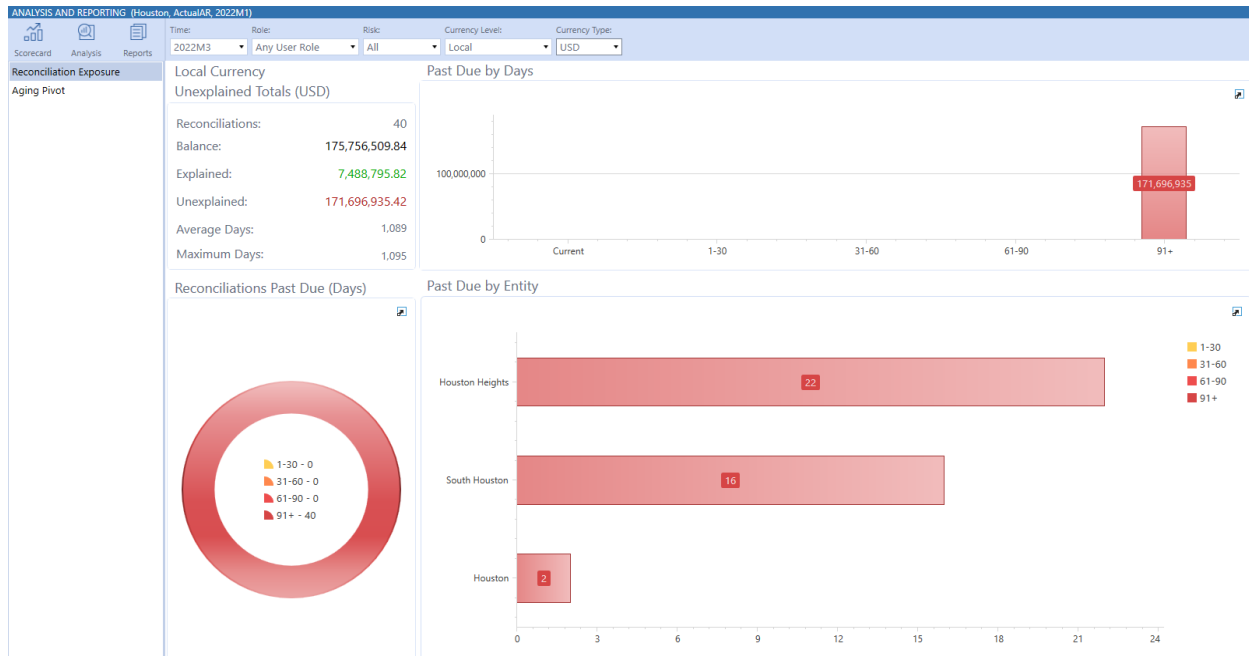 ANALYSIS AND REPORTING (Houston, ActualAR, 2022M1)
Scorecard
Analysis
Reports
Time:
2022M3
Role:
Any User Role
Risk:
All
Currency Level:
Local
Currency Type:
USD
Reconciliation Exposure
Aging Pivot
Local Currency
Unexplained Totals (USD)
Reconciliations: 40
Balance: 175,756,509.84
Explained: 7,488,795.82
Unexplained: 171,696,935.42
Average Days: 1,089
Maximum Days: 1,095
Past Due by Days
100,000,000
0
171,696,935
Current 1-30 31-60 61-90 91+
Reconciliations Past Due (Days)
1-30 - 0
31-60 - 0
61-90 - 0
91+ - 40
Past Due by Entity
Houston Heights 22
South Houston 16
Houston 2
0 3 6 9 12 15 18 21 24
1-30
31-60
61-90
91+